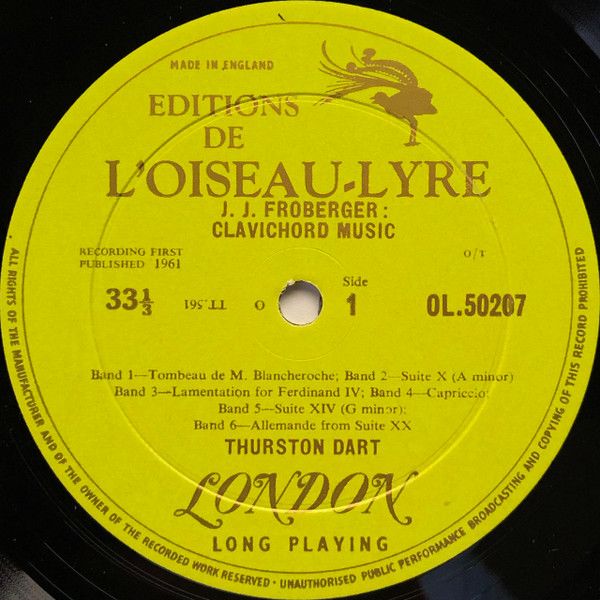 MADE IN ENGLAND
EDITIONS
DE
L'OISEAU-LYRE
J. J. FROBERGER:
CLAVICHORD MUSIC
RECORDING FIRST
PUBLISHED 1961
O/T
33⅓
TT.561
O
Side
1
OL.50207
Band 1—Tombeau de M. Blancheroche; Band 2—Suite X (A minor)
Band 3—Lamentation for Ferdinand IV; Band 4—Capriccio;
Band 5—Suite XIV (G minor);
Band 6—Allemande from Suite XX
THURSTON DART
LONDON
LONG PLAYING
ALL RIGHTS OF THE MANUFACTURER AND OF THE OWNER OF THE RECORDED WORK RESERVED · UNAUTHORISED PUBLIC PERFORMANCE BROADCASTING AND COPYING OF THIS RECORD PROHIBITED